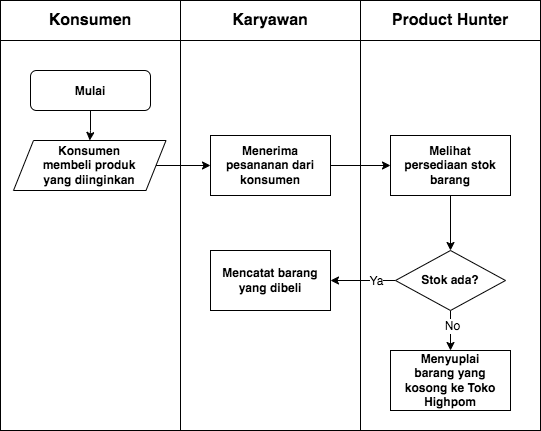 Konsumen
Karyawan
Product Hunter
Mulai
Konsumen
membeli produk
yang diinginkan
Menerima
pesananan dari
konsumen
Melihat
persediaan stok
barang
Mencatat barang
yang dibeli
Ya
Stok ada?
No
Menyuplai
barang yang
kosong ke Toko
Highpom